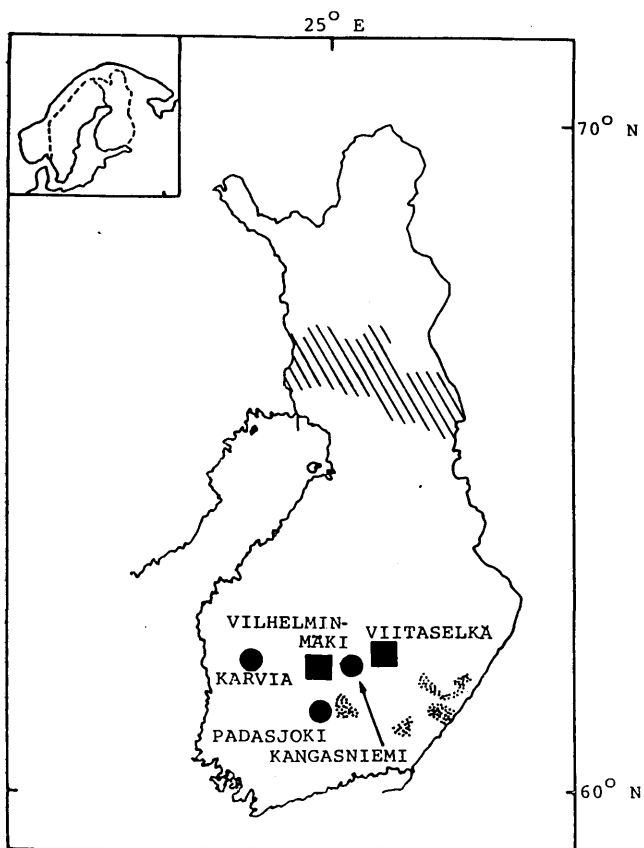 25° E
70° N
VILHELMIN-
MÄKI
VIITASELKÄ
KARVIA
PADASJOKI
KANGASNIEMI
60° N